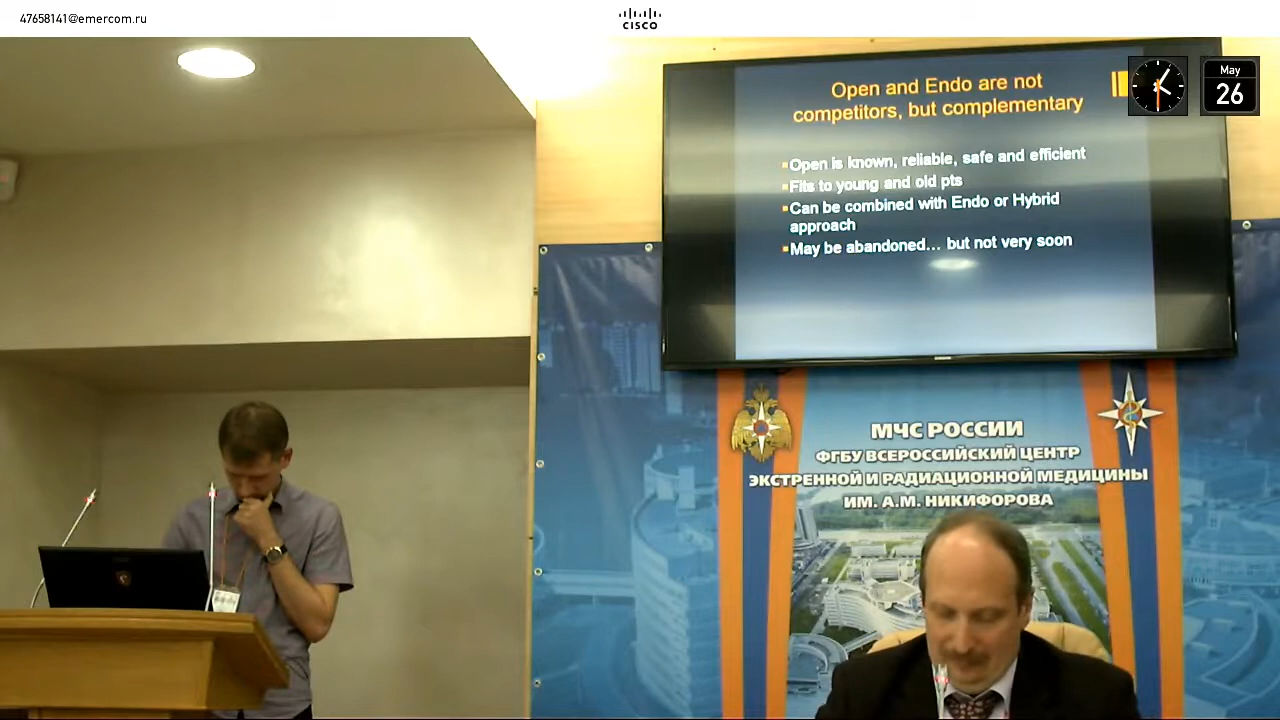 47658141@emercom.ru
CISCO
May
26
Open and Endo are not
competitors, but complementary
Open is known, reliable, safe and efficient
Fits to young and old pts
Can be combined with Endo or Hybrid
approach
May be abandoned... but not very soon
МЧС РОССИИ
ФГБУ ВСЕРОССИЙСКИЙ ЦЕНТР
ЭКСТРЕННОЙ И РАДИАЦИОННОЙ МЕДИЦИНЫ
ИМ. А.М. НИКИФОРОВА